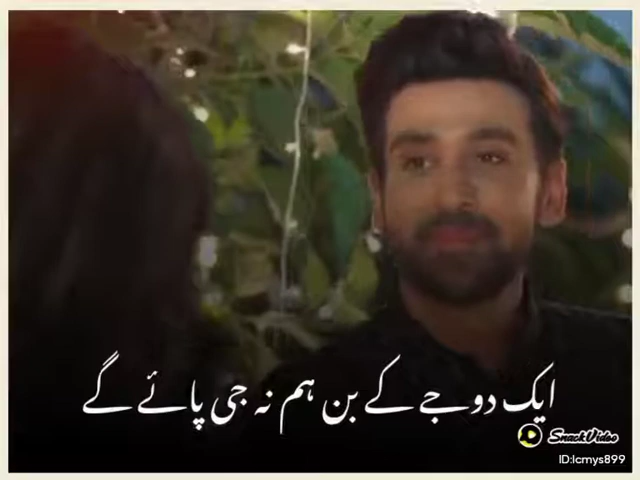 ایک دوجے کے بن ہم نہ جی پائے گے
SnackVideo
ID:lcmys899